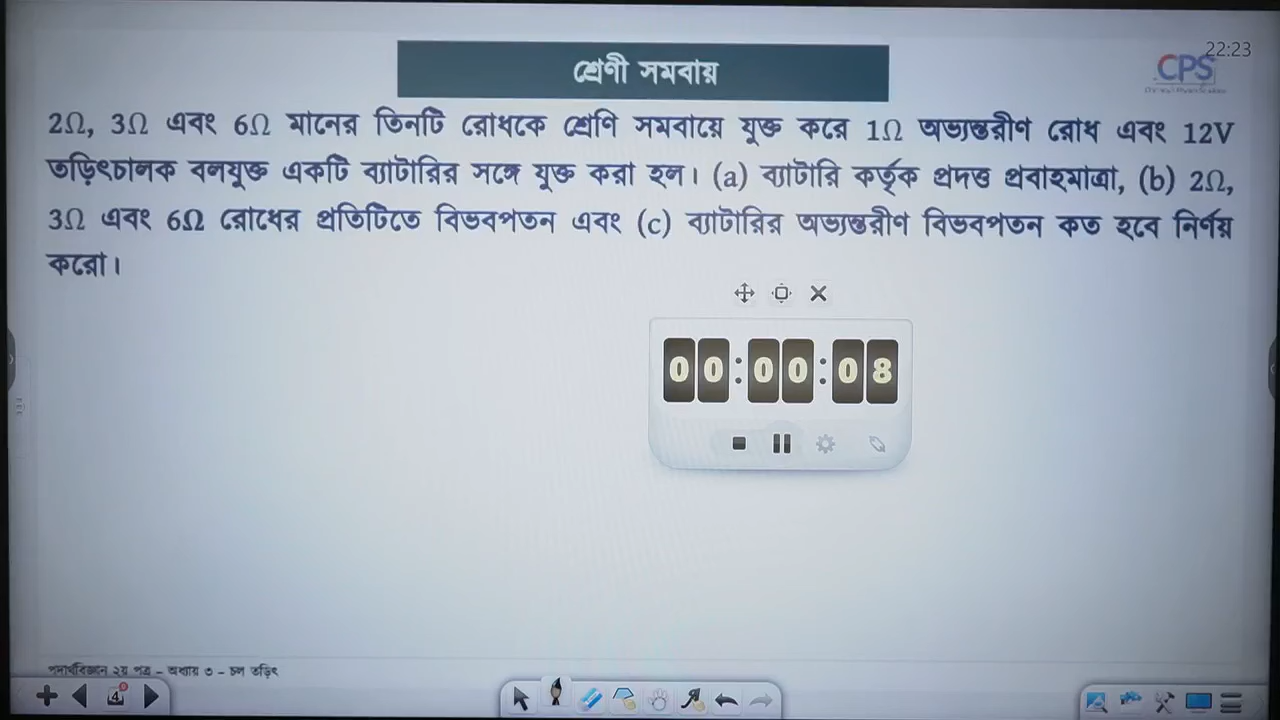 শ্রেণী সমবায়
22:23
CPS
2Ω, 3Ω এবং 6Ω মানের তিনটি রোধকে শ্রেণি সমবায়ে যুক্ত করে 1Ω অভ্যন্তরীণ রোধ এবং 12V
তড়িৎচালক বলযুক্ত একটি ব্যাটারির সঙ্গে যুক্ত করা হল। (a) ব্যাটারি কর্তৃক প্রদত্ত প্রবাহমাত্রা, (b) 2Ω,
3Ω এবং 6Ω রোধের প্রতিটিতে বিভবপতন এবং (c) ব্যাটারির অভ্যন্তরীণ বিভবপতন কত হবে নির্ণয়
করো।
00:00:08
পদার্থবিজ্ঞান ২য় পত্র – অধ্যায় ৩ – চল তড়িৎ
4